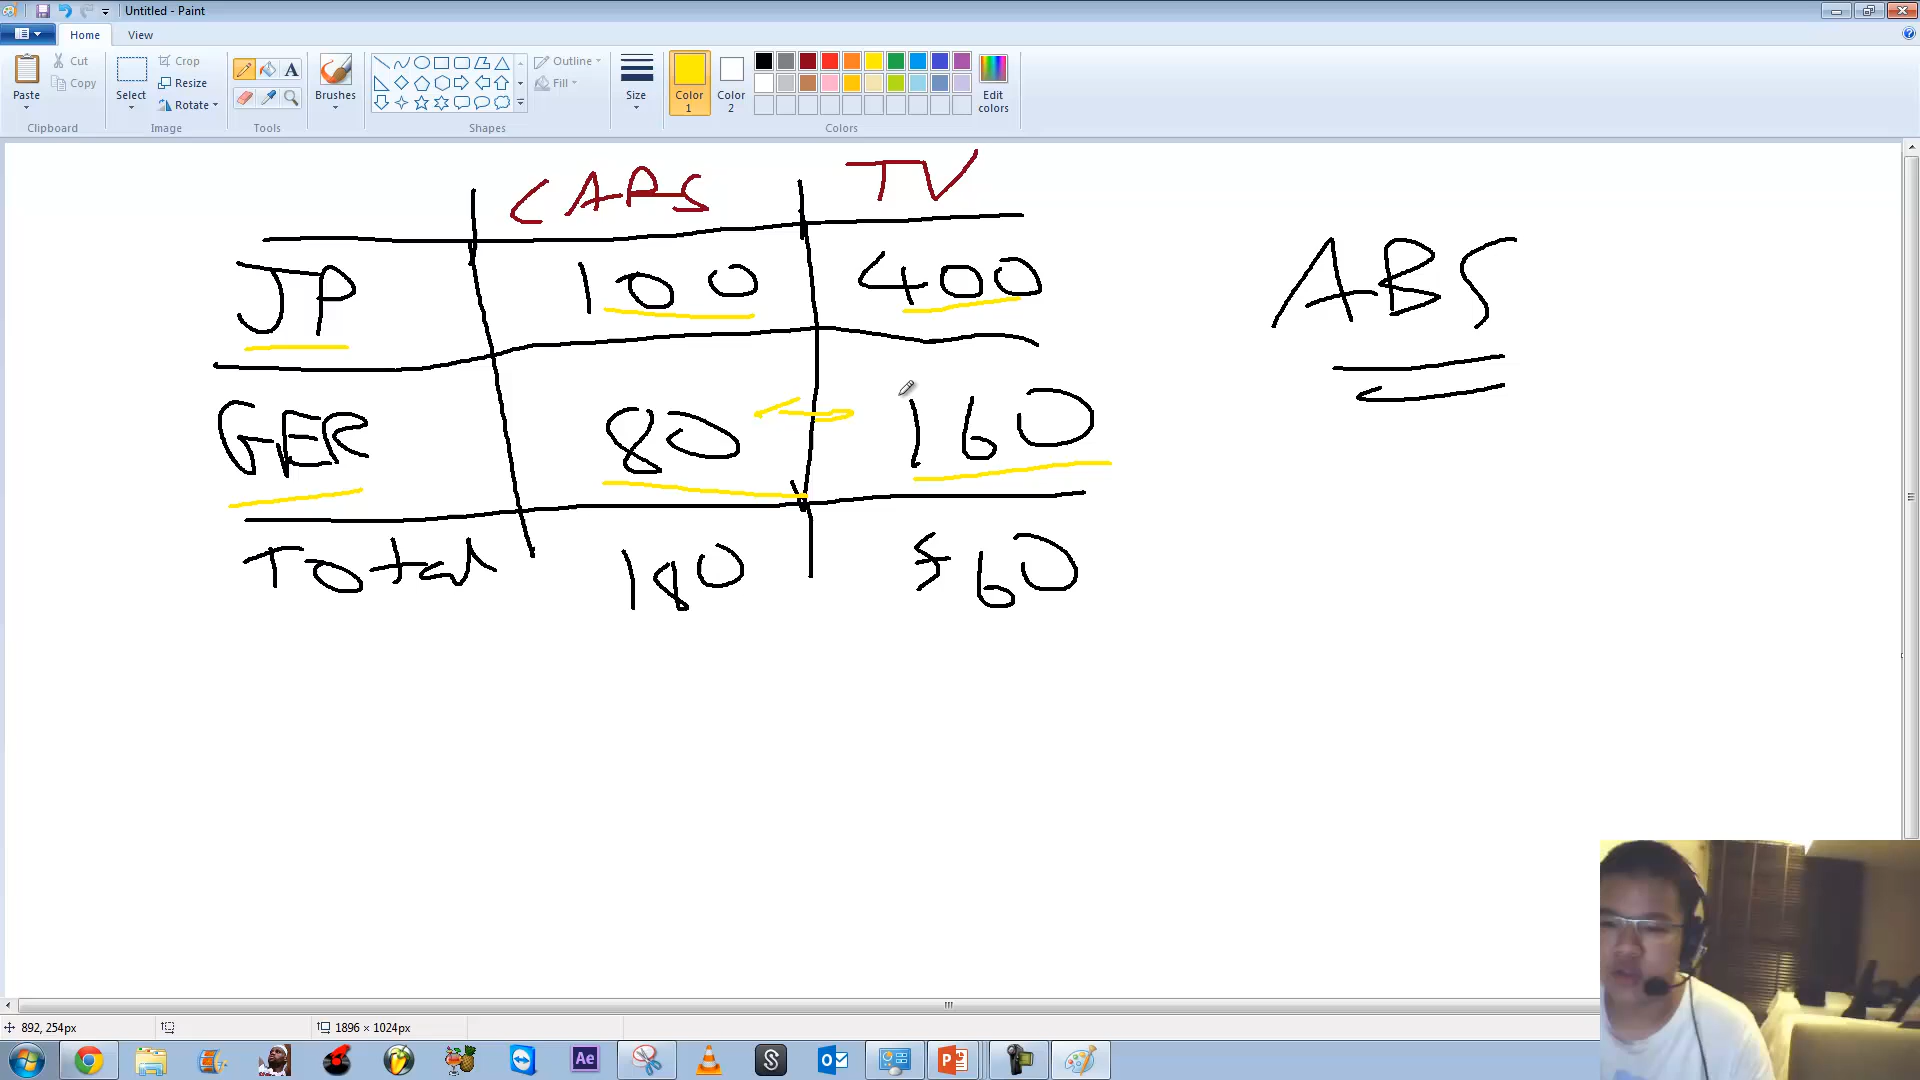 Untitled - Paint
Home View
Paste
Cut
Copy
Clipboard
Select
Crop
Resize
Rotate
Image
A
Tools
Brushes
Outline
Fill
Shapes
Size
Color 1
Color 2
Edit colors
Colors
CARS TV
JP 100 400
GER 80 160
Total 180 560
ABS
892, 254px
1896 × 1024px
Ae
S